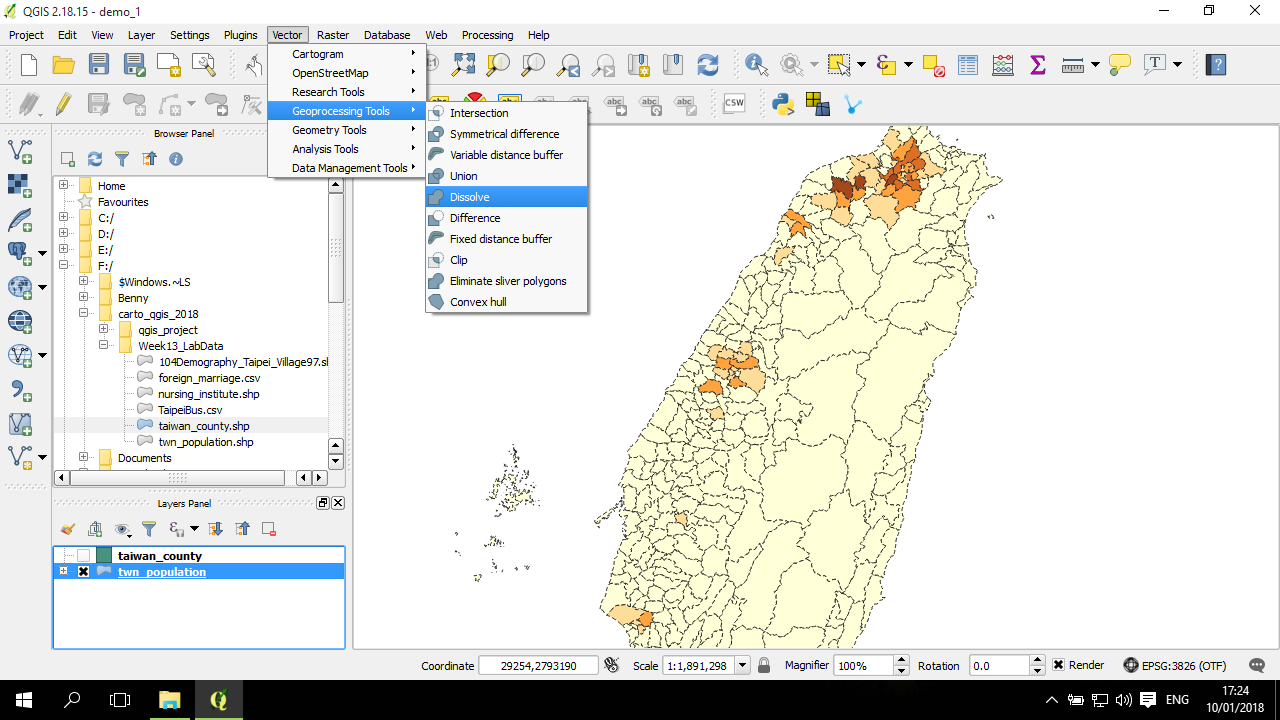 QGIS 2.18.15 - demo_1
Project Edit View Layer Settings Plugins Vector Raster Database Web Processing Help
Cartogram
OpenStreetMap
Research Tools
Geoprocessing Tools
Geometry Tools
Analysis Tools
Data Management Tools
Intersection
Symmetrical difference
Variable distance buffer
Union
Dissolve
Difference
Fixed distance buffer
Clip
Eliminate sliver polygons
Convex hull
abc abc abc abc CSW
Browser Panel
Home
Favourites
C:/
D:/
E:/
F:/
$Windows.~LS
Benny
carto_qgis_2018
qgis_project
Week13_LabData
104Demography_Taipei_Village97.sl
foreign_marriage.csv
nursing_institute.shp
TaipeiBus.csv
taiwan_county.shp
twn_population.shp
Documents
Layers Panel
taiwan_county
twn_population
Coordinate 29254,2793190 Scale 1:1,891,298 Magnifier 100% Rotation 0.0 Render EPSG:3826 (OTF)
ENG
17:24
10/01/2018